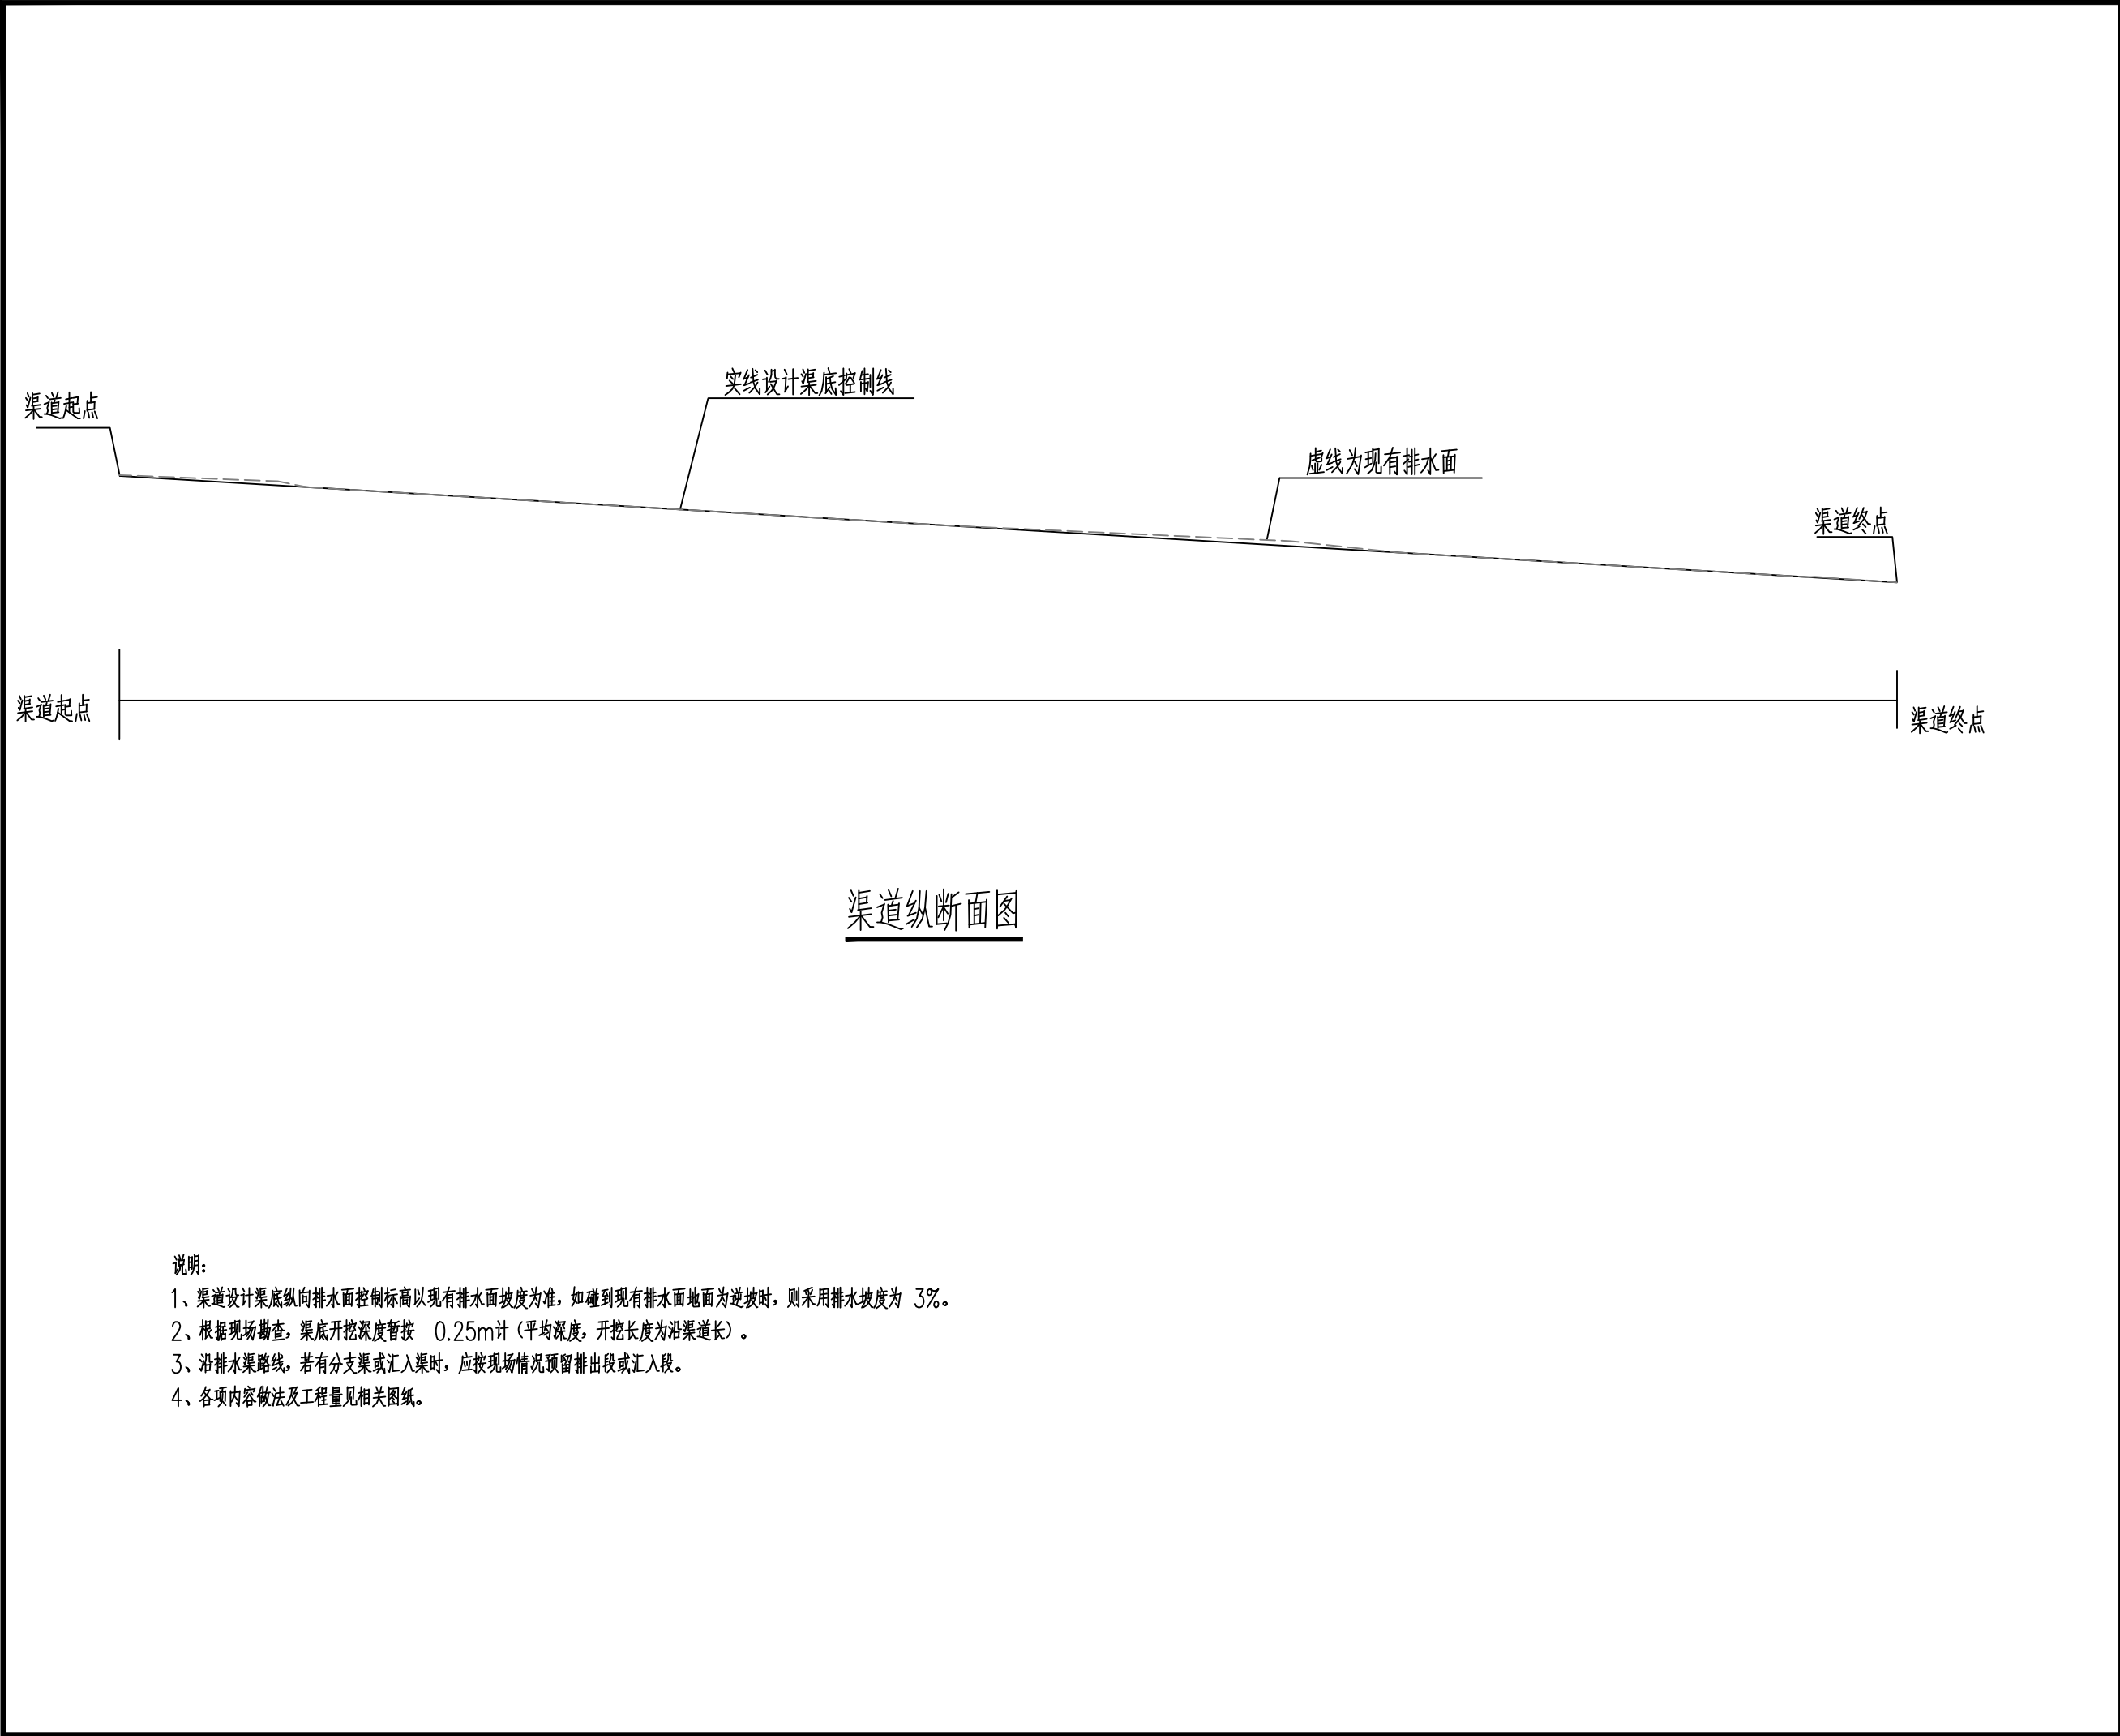 实线设计渠底控制线
渠道起点
虚线为现有排水面
渠道终点
渠道起点
渠道终点
渠道纵断面图
说明:
1、渠道设计渠底纵向排水面控制标高以现有排水面坡度为准，如碰到现有排水面地面为逆坡时，则采用排水坡度为 3%。
2、根据现场勘查，渠底开挖深度暂按 0.25m计（平均深度，开挖长度为沿渠道长）。
3、沿排水渠路线，若有分支渠或汇入渠时，应按现场情况预留排出段或汇入段。
4、各项内容做法及工程量见相关图纸。